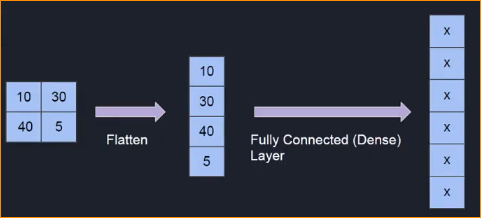 10 30
40 5
Flatten
10
30
40
5
Fully Connected (Dense)
Layer
x
x
x
x
x
x